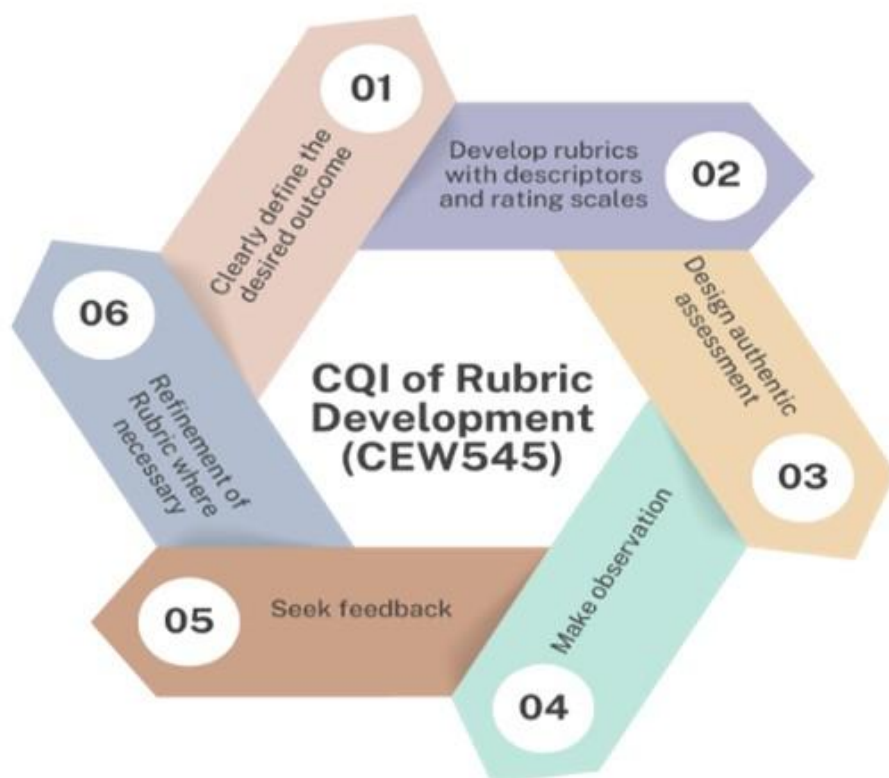 01
Clearly define the
desired outcome
02
Develop rubrics
with descriptors
and rating scales
03
Design authentic
assessment
04
Make observation
05
Seek feedback
06
Refinement of
Rubric where
necessary
CQI of Rubric
Development
(CEW545)